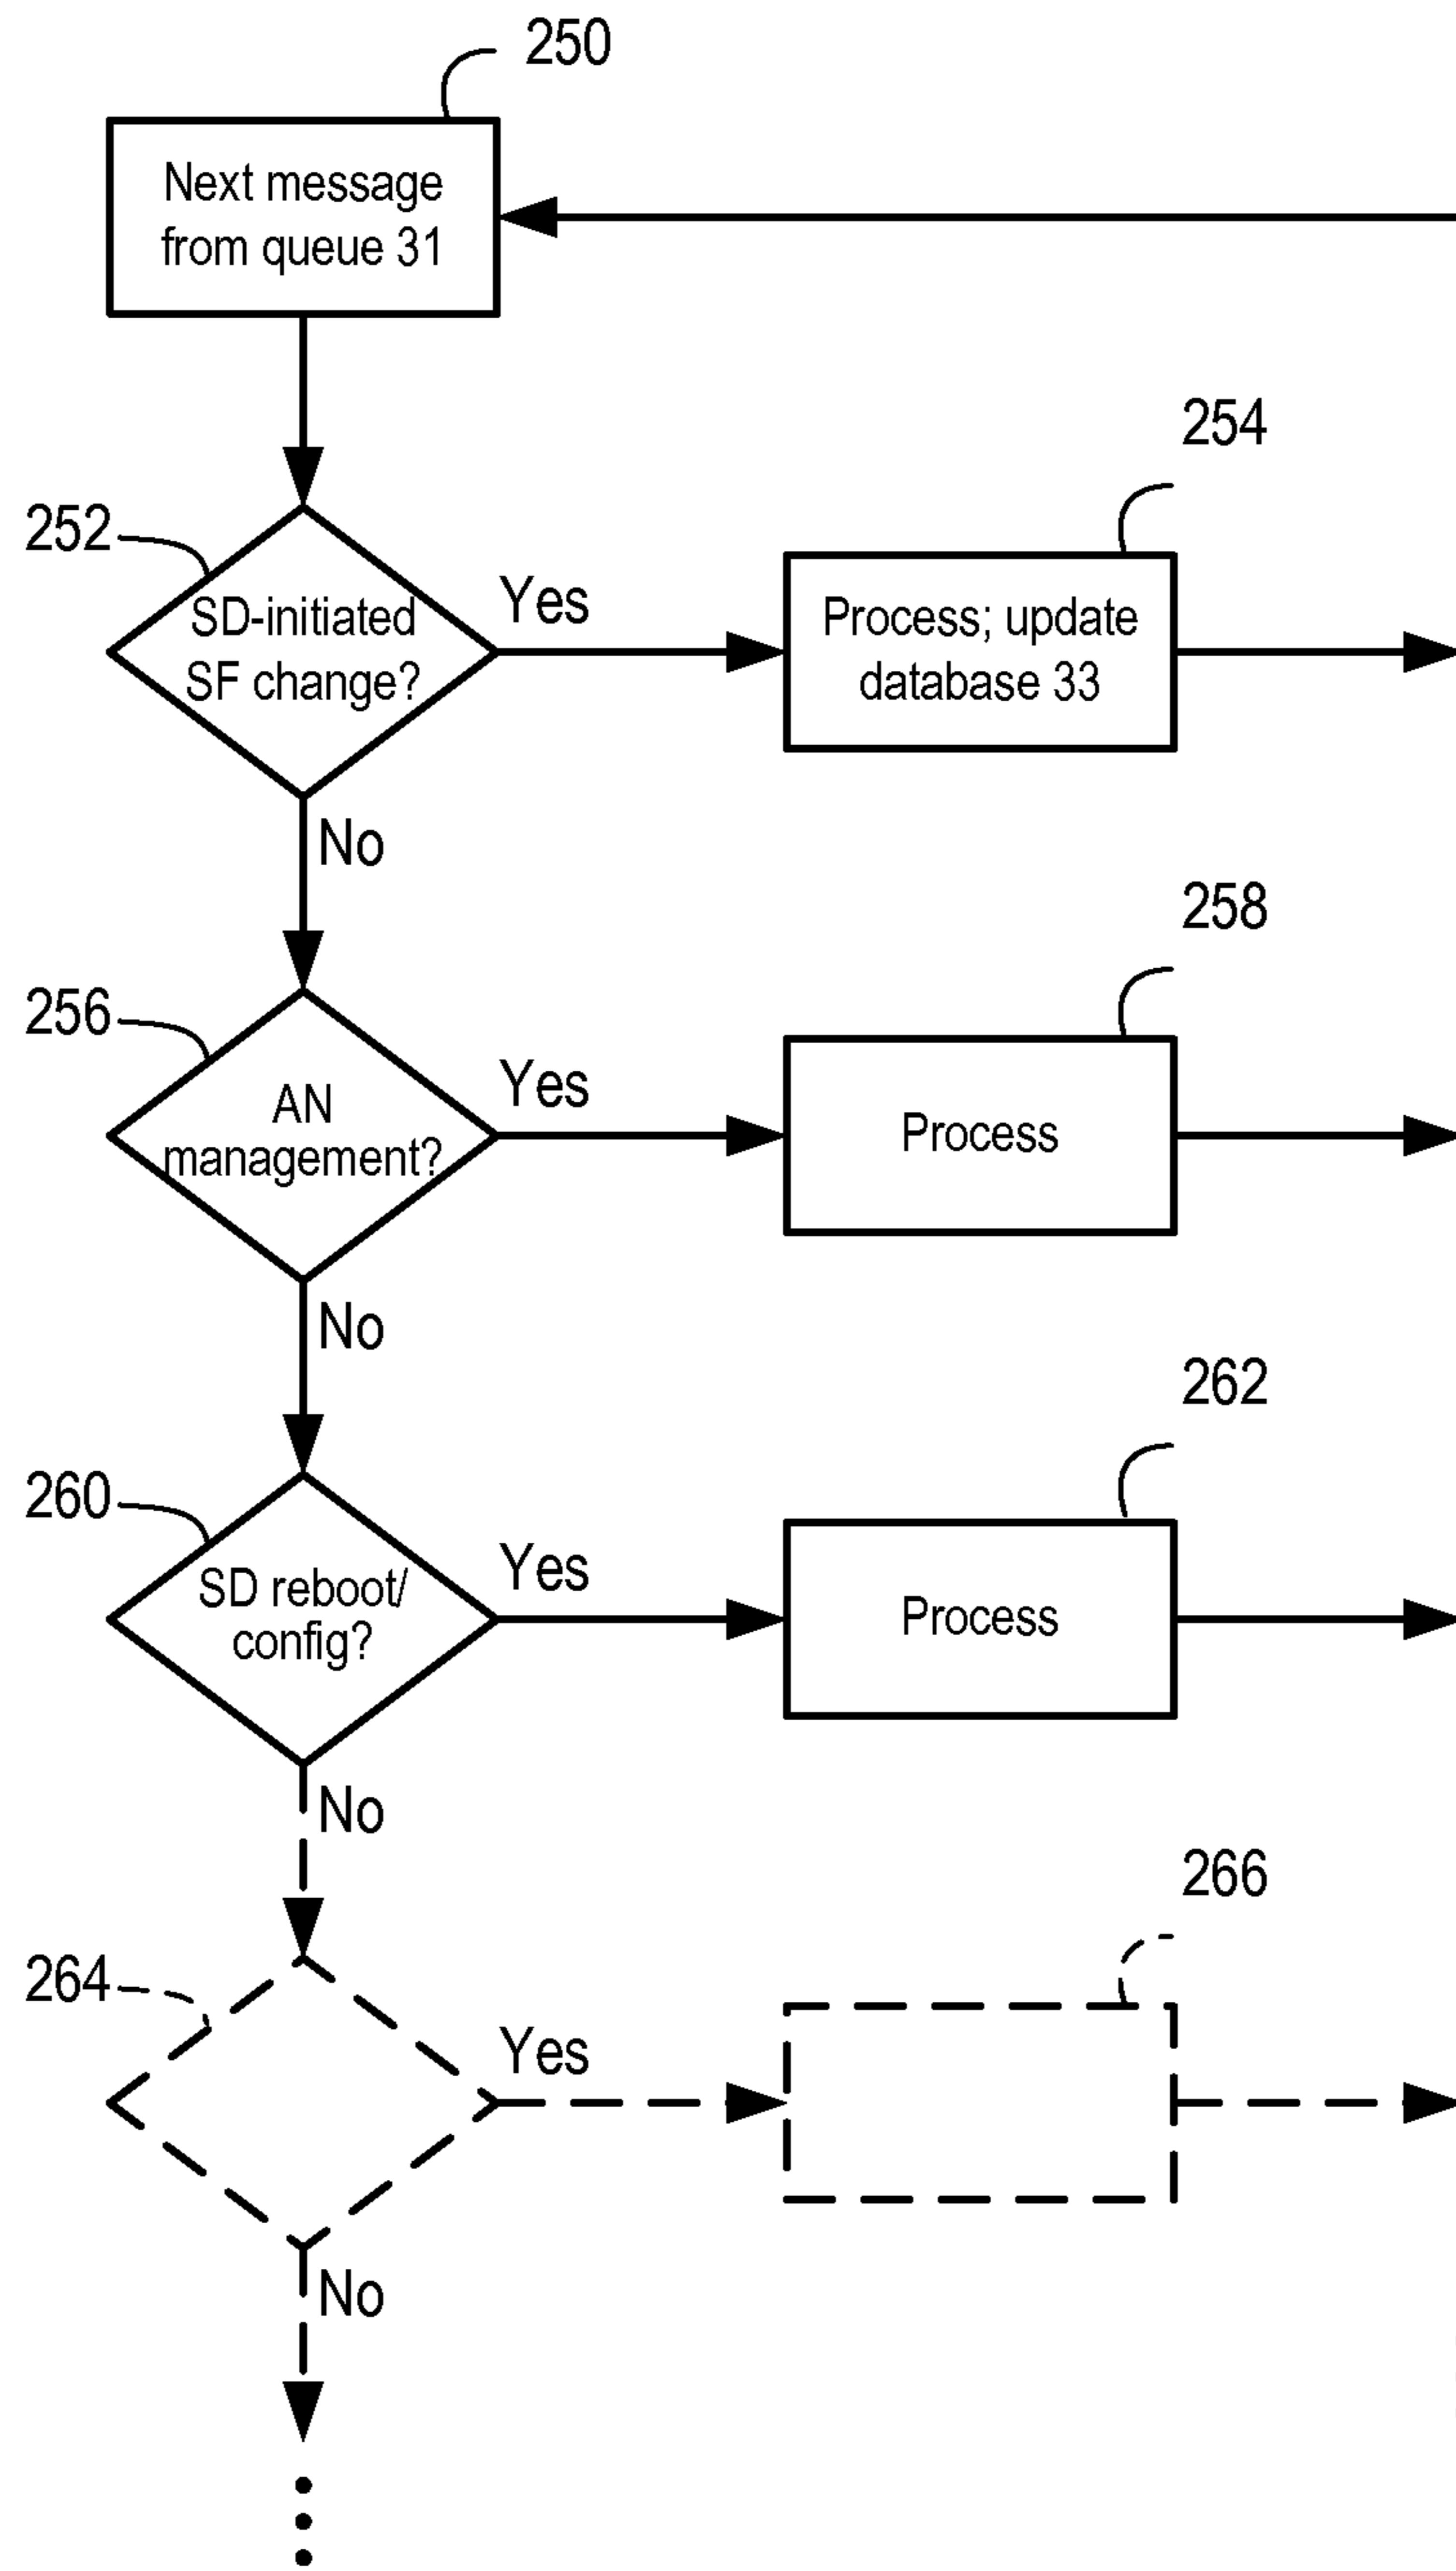 250
Next message
from queue 31
254
252
SD-initiated
SF change?
Yes
Process; update
database 33
No
258
256
AN
management?
Yes
Process
No
262
260
SD reboot/
config?
Yes
Process
No
266
264
Yes
No